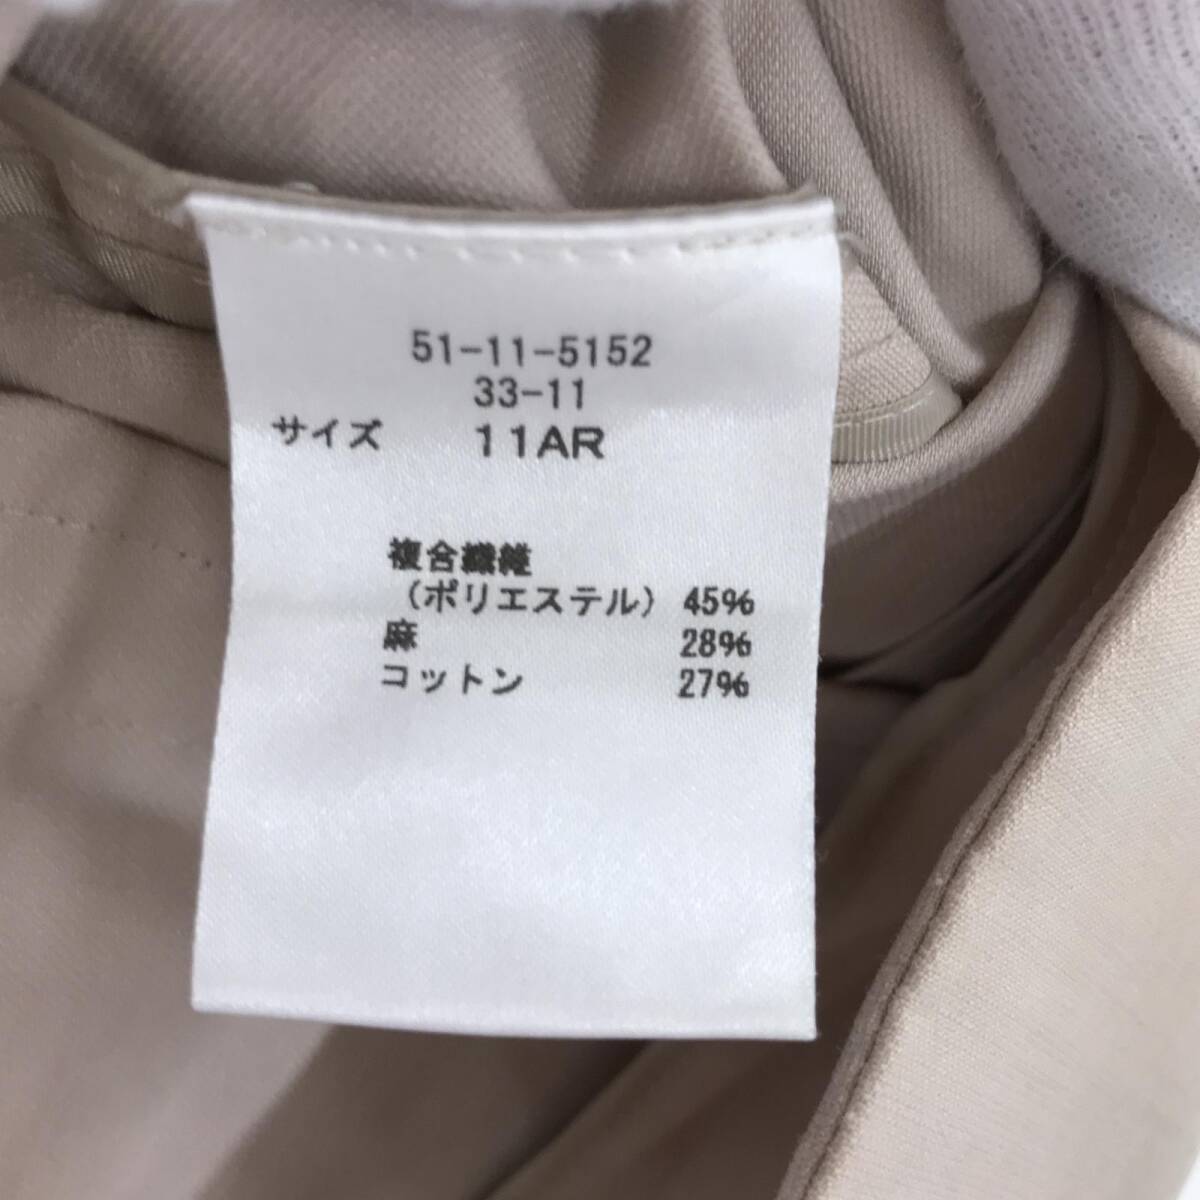 51-11-5152
33-11
サイズ 11AR
複合繊維
（ポリエステル） 45%
麻 28%
コットン 27%